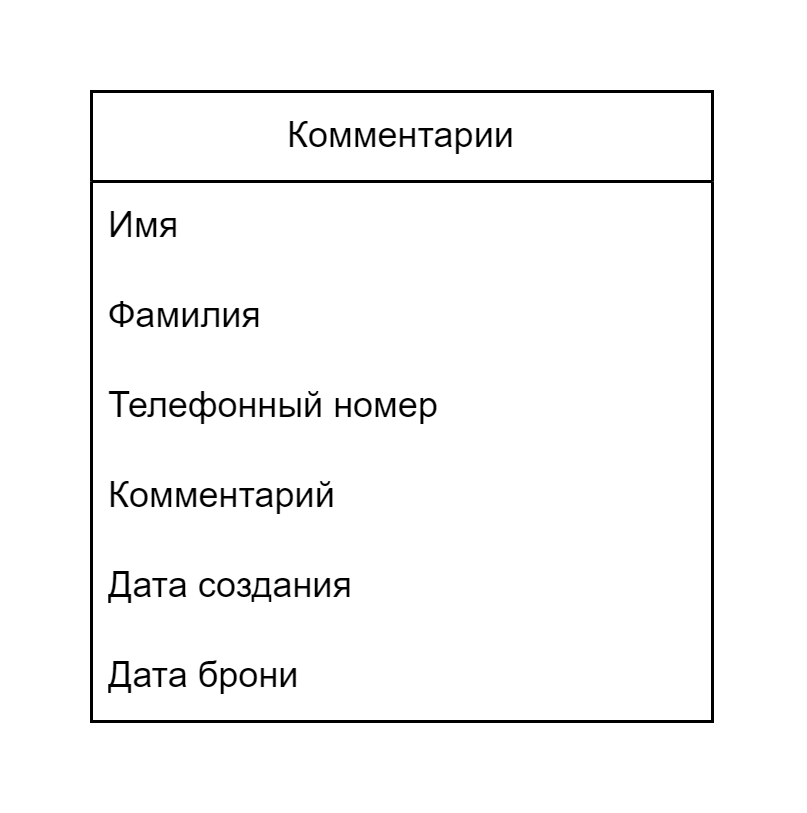 Комментарии
Имя
Фамилия
Телефонный номер
Комментарий
Дата создания
Дата брони